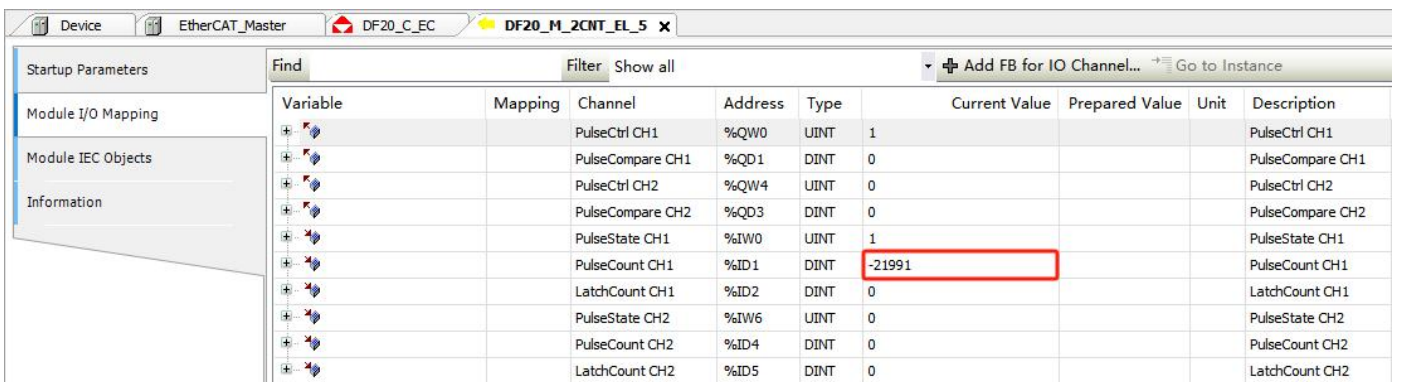 Device EtherCAT_Master DF20_C_EC DF20_M_2CNT_EL_5 x
Startup Parameters
Module I/O Mapping
Module IEC Objects
Information
Find Filter Show all Add FB for IO Channel... Go to Instance
Variable Mapping Channel Address Type Current Value Prepared Value Unit Description
PulseCtrl CH1 %QW0 UINT 1 PulseCtrl CH1
PulseCompare CH1 %QD1 DINT 0 PulseCompare CH1
PulseCtrl CH2 %QW4 UINT 0 PulseCtrl CH2
PulseCompare CH2 %QD3 DINT 0 PulseCompare CH2
PulseState CH1 %IW0 UINT 1 PulseState CH1
PulseCount CH1 %ID1 DINT -21991 PulseCount CH1
LatchCount CH1 %ID2 DINT 0 LatchCount CH1
PulseState CH2 %IW6 UINT 0 PulseState CH2
PulseCount CH2 %ID4 DINT 0 PulseCount CH2
LatchCount CH2 %ID5 DINT 0 LatchCount CH2